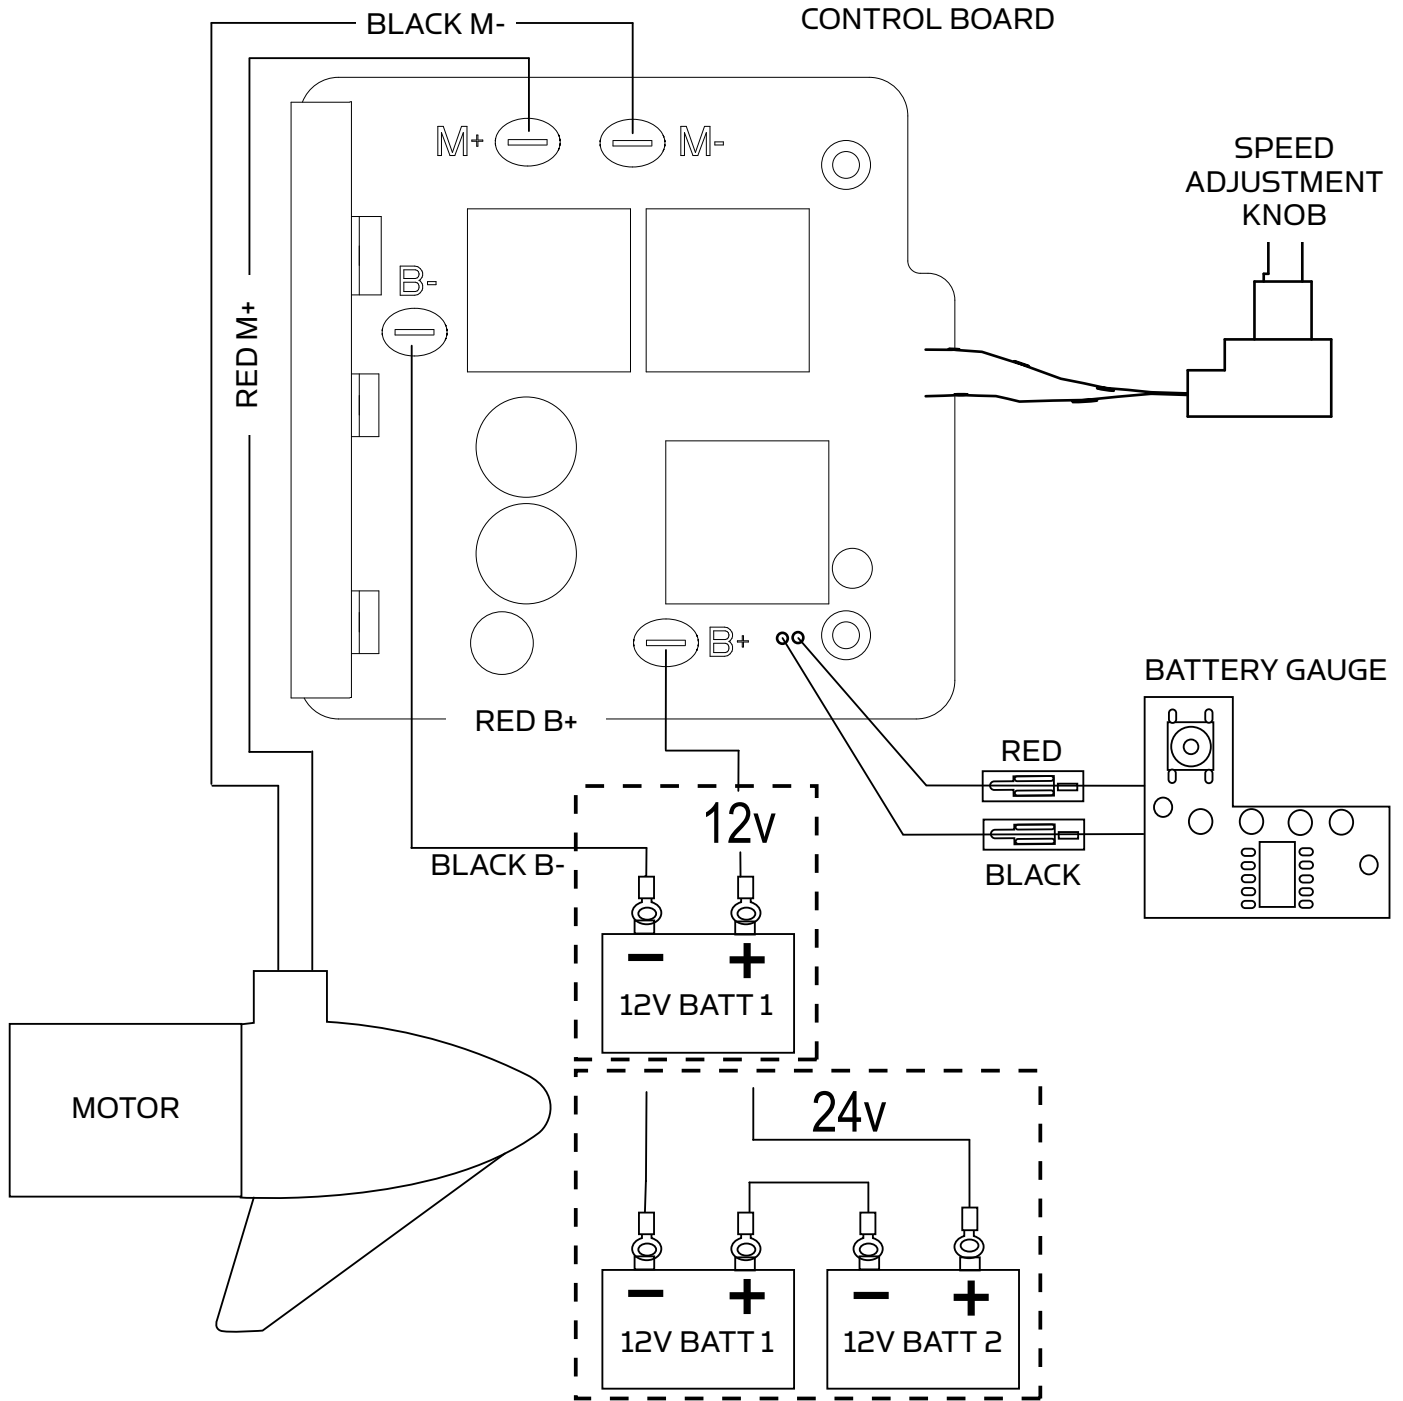 BLACK M-
CONTROL BOARD
M+
M-
SPEED
ADJUSTMENT
KNOB
B-
RED M+
B+
RED B+
BATTERY GAUGE
RED
12v
BLACK B-
BLACK
- +
12V BATT 1
MOTOR
24v
- +
- +
12V BATT 1
12V BATT 2